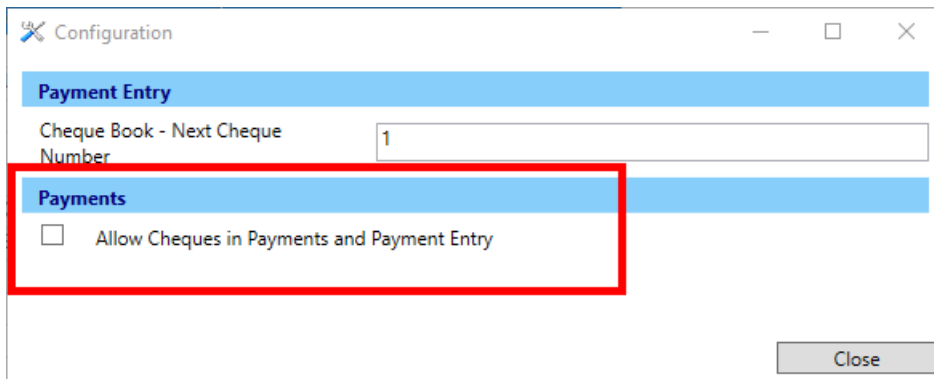 Configuration
Payment Entry
Cheque Book - Next Cheque
Number
1
Payments
Allow Cheques in Payments and Payment Entry
Close